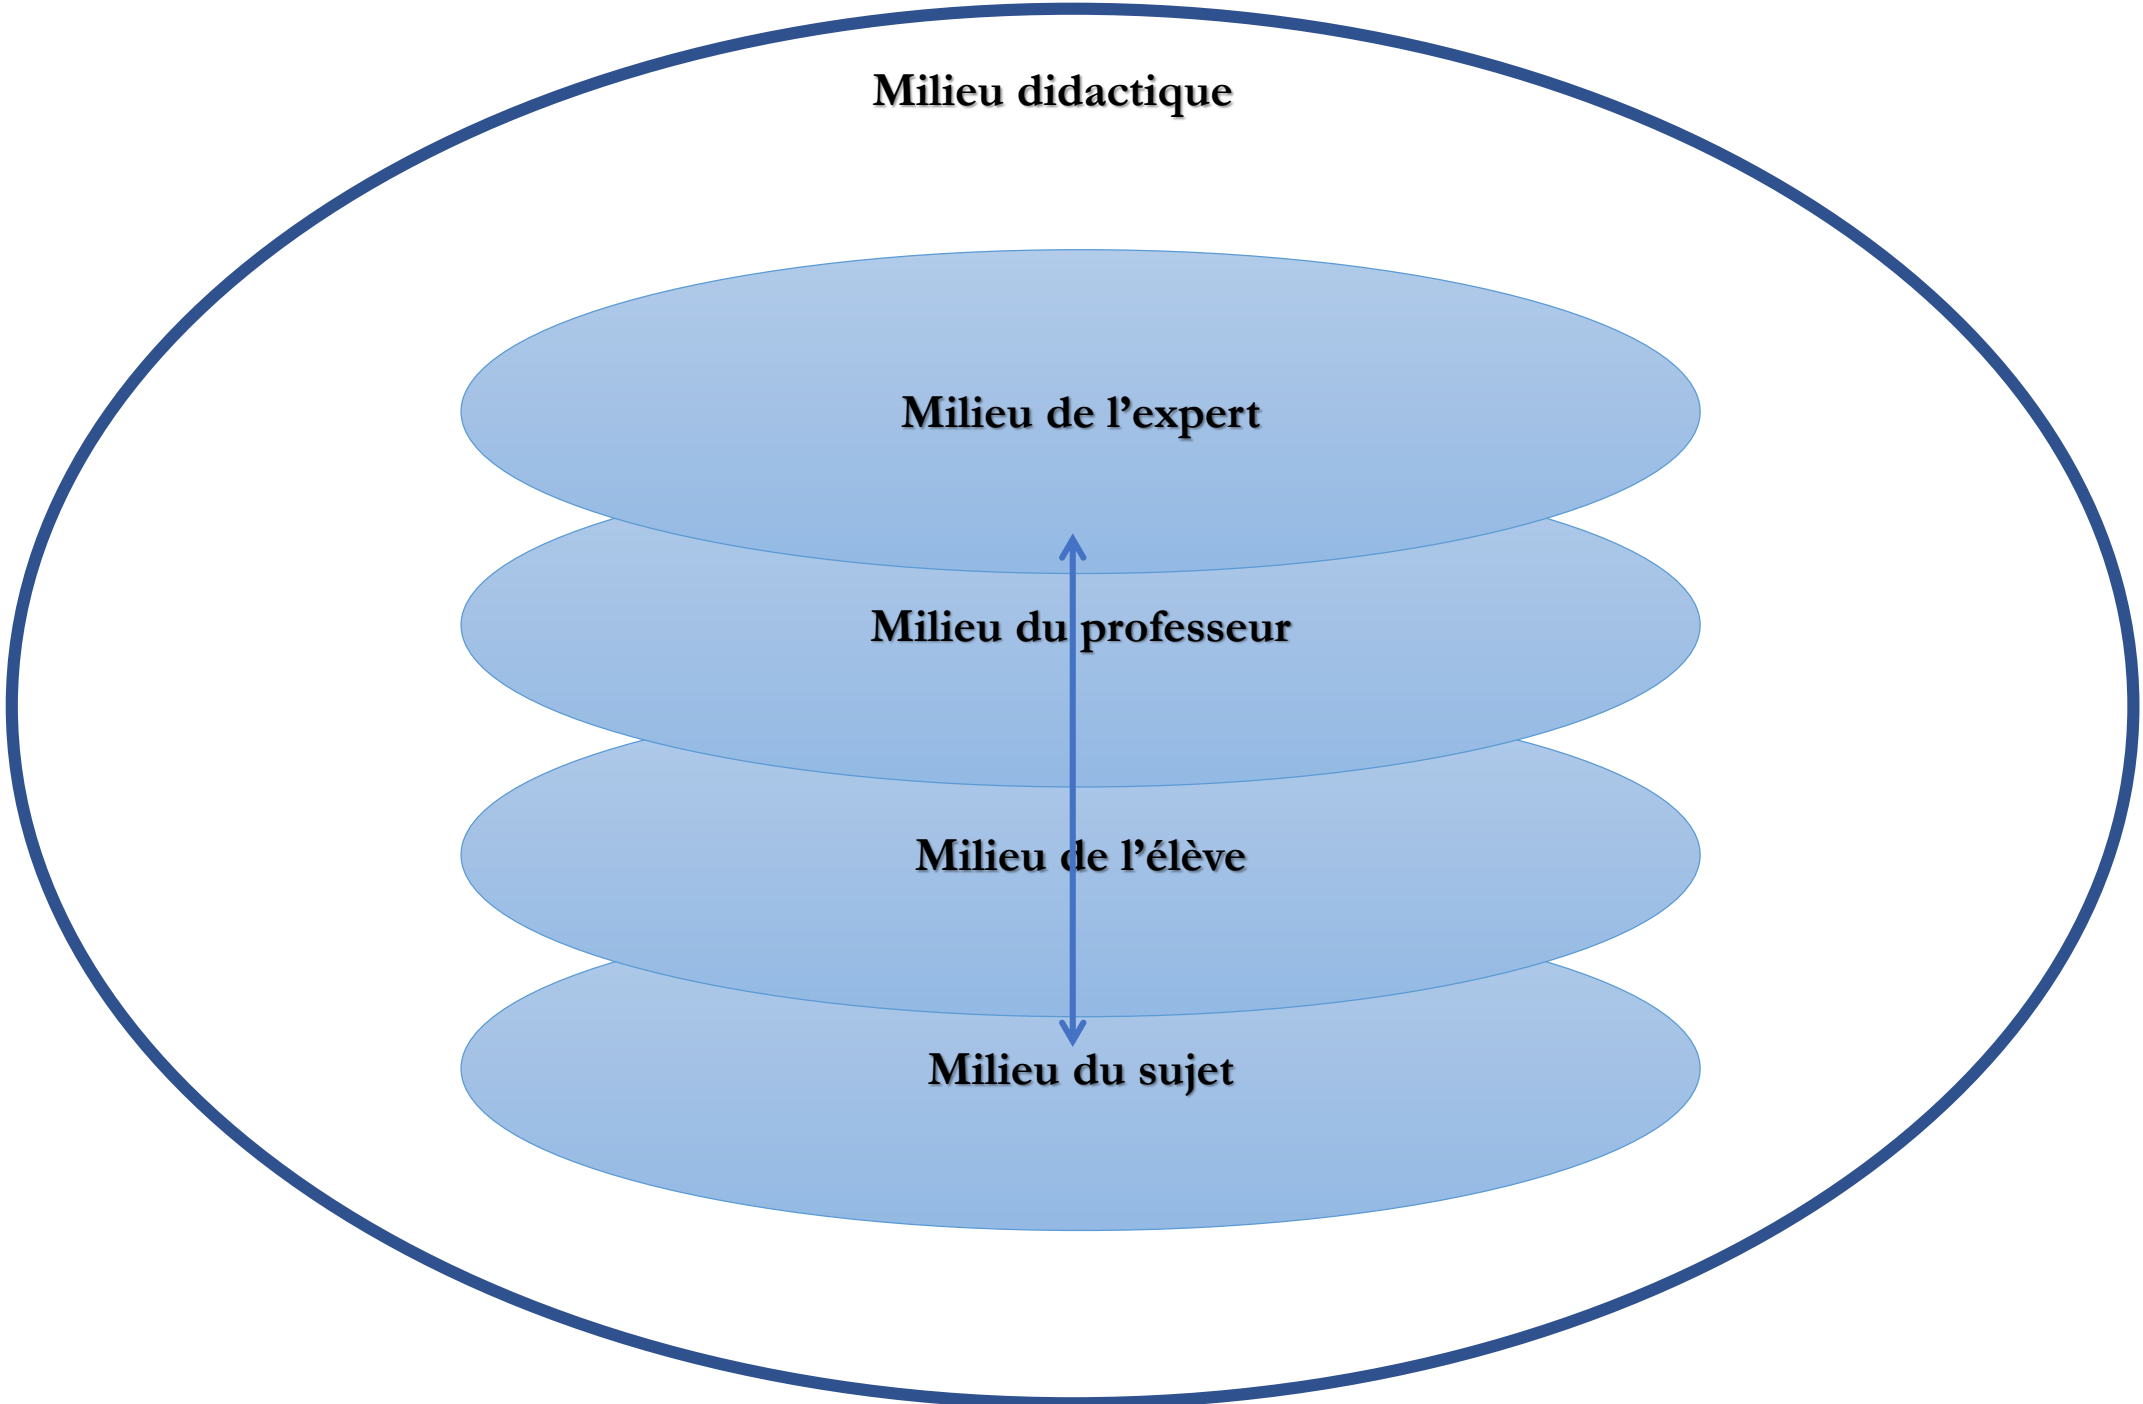 Milieu didactique
Milieu de l’expert
Milieu du professeur
Milieu de l’élève
Milieu du sujet